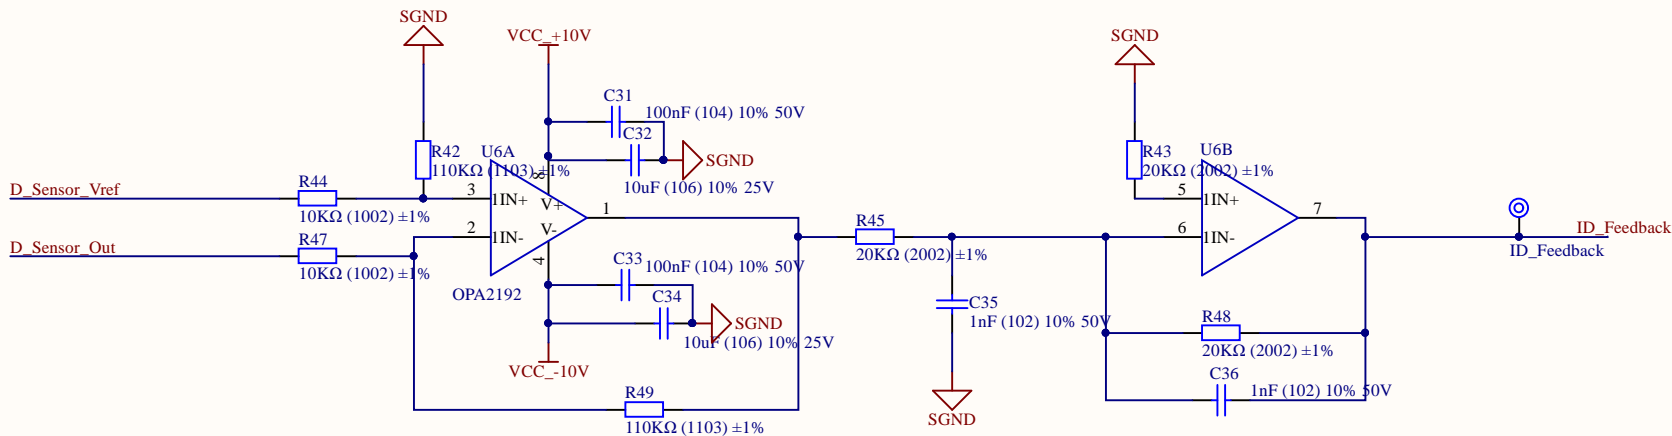 SGND
VCC_+10V
SGND
C31
100nF (104) 10% 50V
C32
SGND
10uF (106) 10% 25V
R42
110KΩ (1103) ±1%
U6A
8
R43
20KΩ (2002) ±1%
U6B
D_Sensor_Vref
R44
10KΩ (1002) ±1%
3
1IN+
V+
1
5
1IN+
7
D_Sensor_Out
R47
10KΩ (1002) ±1%
2
1IN-
V-
4
R45
20KΩ (2002) ±1%
6
1IN-
ID_Feedback
ID_Feedback
OPA2192
C33
100nF (104) 10% 50V
C34
SGND
10uF (106) 10% 25V
VCC_-10V
C35
1nF (102) 10% 50V
R48
20KΩ (2002) ±1%
C36
1nF (102) 10% 50V
R49
110KΩ (1103) ±1%
SGND